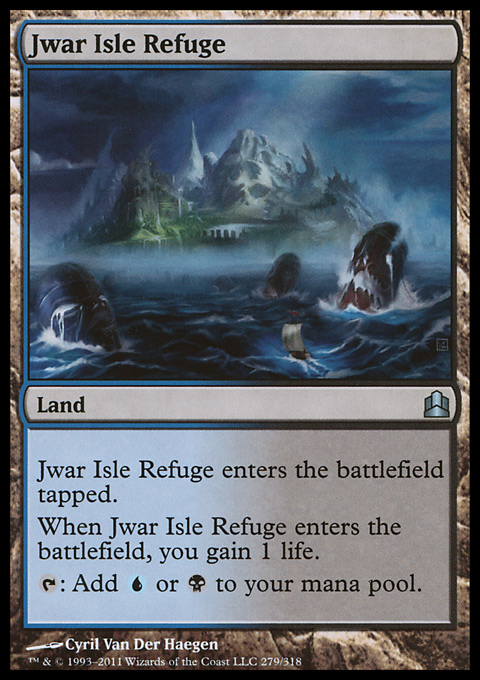 Jwar Isle Refuge
Land
Jwar Isle Refuge enters the battlefield
tapped.
When Jwar Isle Refuge enters the
battlefield, you gain 1 life.
: Add or to your mana pool.
Cyril Van Der Haegen
™ & © 1993–2011 Wizards of the Coast LLC 279/318